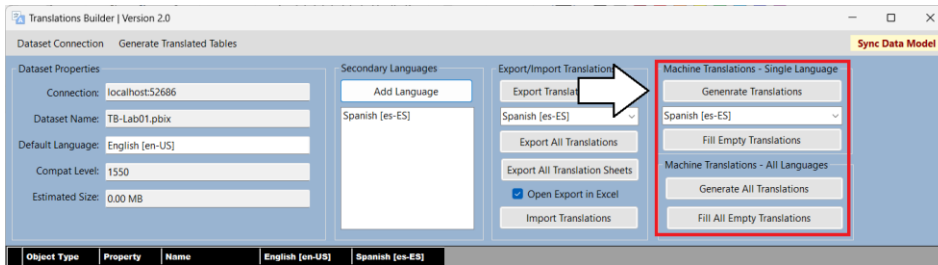 Translations Builder | Version 2.0
Dataset Connection Generate Translated Tables
Sync Data Model
Dataset Properties
Connection: localhost:52686
Dataset Name: TB-Lab01.pbix
Default Language: English [en-US]
Compat Level: 1550
Estimated Size: 0.00 MB
Secondary Languages
Add Language
Spanish [es-ES]
Export/Import Translations
Export
Spanish [es-ES]
Export All Translations
Export All Translation Sheets
Open Export in Excel
Import Translations
Machine Translations - Single Language
Genenrate Translations
Spanish [es-ES]
Fill Empty Translations
Machine Translations - All Languages
Generate All Translations
Fill All Empty Translations
Object Type Property Name English [en-US] Spanish [es-ES]